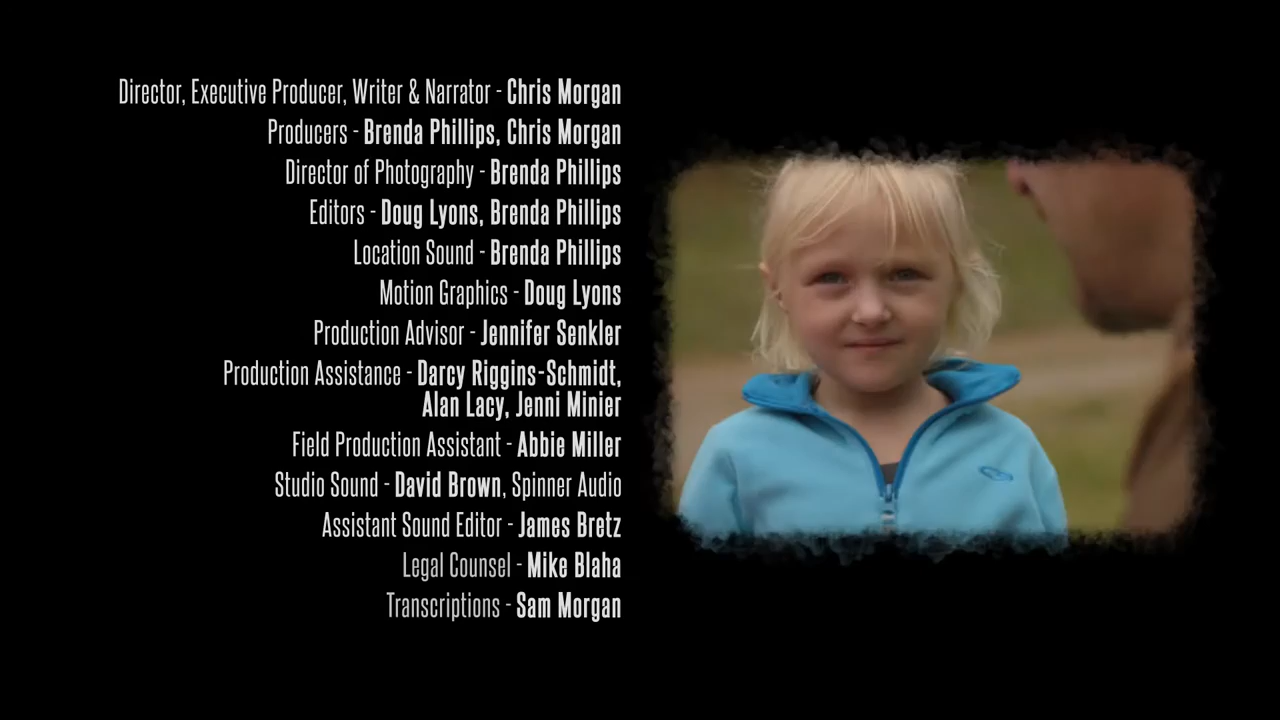 Director, Executive Producer, Writer & Narrator - Chris Morgan
Producers - Brenda Phillips, Chris Morgan
Director of Photography - Brenda Phillips
Editors - Doug Lyons, Brenda Phillips
Location Sound - Brenda Phillips
Motion Graphics - Doug Lyons
Production Advisor - Jennifer Senkler
Production Assistance - Darcy Riggins-Schmidt,
Alan Lacy, Jenni Minier
Field Production Assistant - Abbie Miller
Studio Sound - David Brown, Spinner Audio
Assistant Sound Editor - James Bretz
Legal Counsel - Mike Blaha
Transcriptions - Sam Morgan